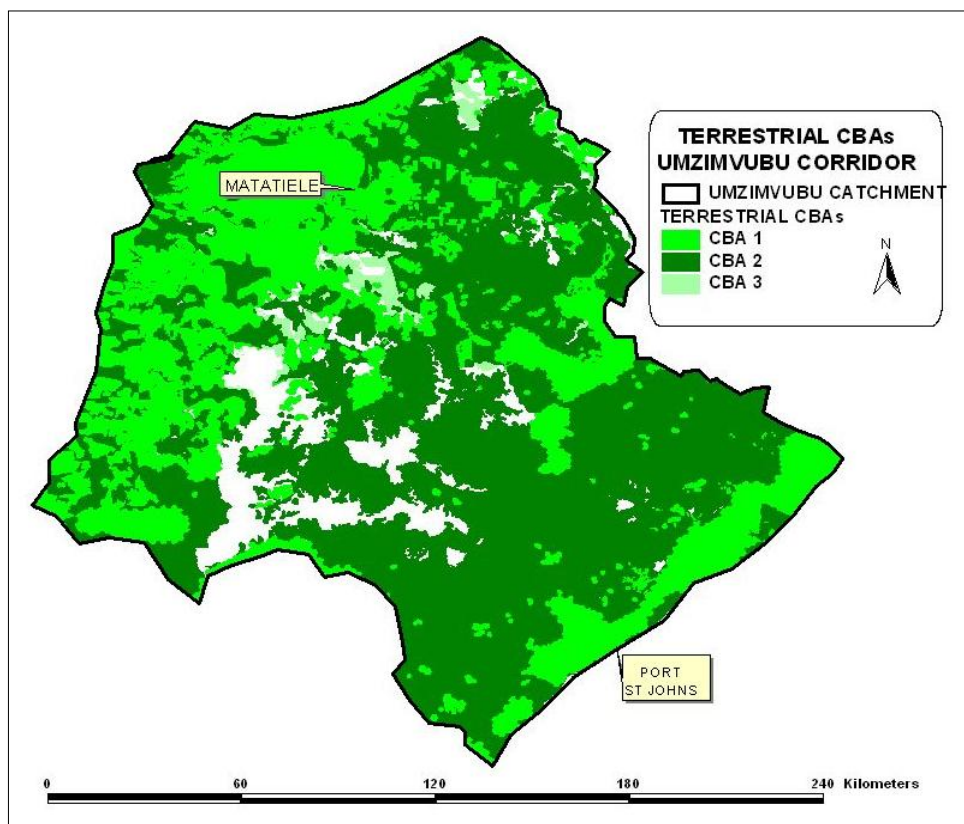 MATATIELE
TERRESTRIAL CBAs
UMZIMVUBU CORRIDOR
UMZIMVUBU CATCHMENT
TERRESTRIAL CBAs
CBA 1
CBA 2
CBA 3
N
PORT
ST JOHNS
0 60 120 180 240 Kilometers